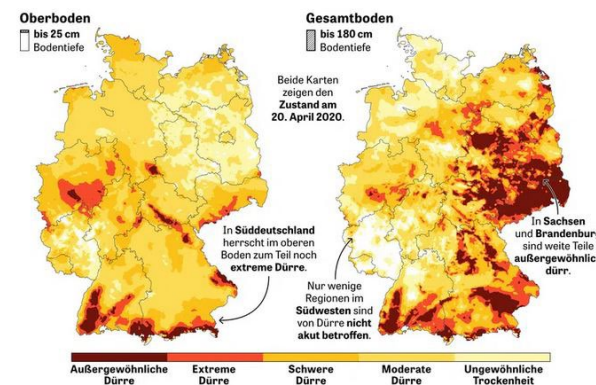 Oberboden
bis 25 cm
Bodentiefe
Gesamtboden
bis 180 cm
Bodentiefe
Beide Karten
zeigen den
Zustand am
20. April 2020.
In Süddeutschland
herrscht im oberen
Boden zum Teil noch
extreme Dürre.
Nur wenige
Regionen im
Südwesten sind
von Dürre nicht
akut betroffen.
In Sachsen
und Brandenbur
sind weite Teile
außergewöhnlic
dürr.
Außergewöhnliche
Dürre
Extreme
Dürre
Schwere
Dürre
Moderate
Dürre
Ungewöhnliche
Trockenheit